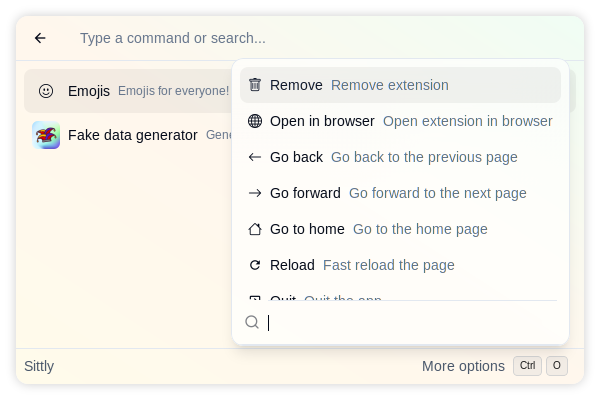 Type a command or search...
Emojis Emojis for everyone!
Fake data generator Gene
Remove Remove extension
Open in browser Open extension in browser
Go back Go back to the previous page
Go forward Go forward to the next page
Go to home Go to the home page
Reload Fast reload the page
Quit Quit the app
Sittly
More options Ctrl O